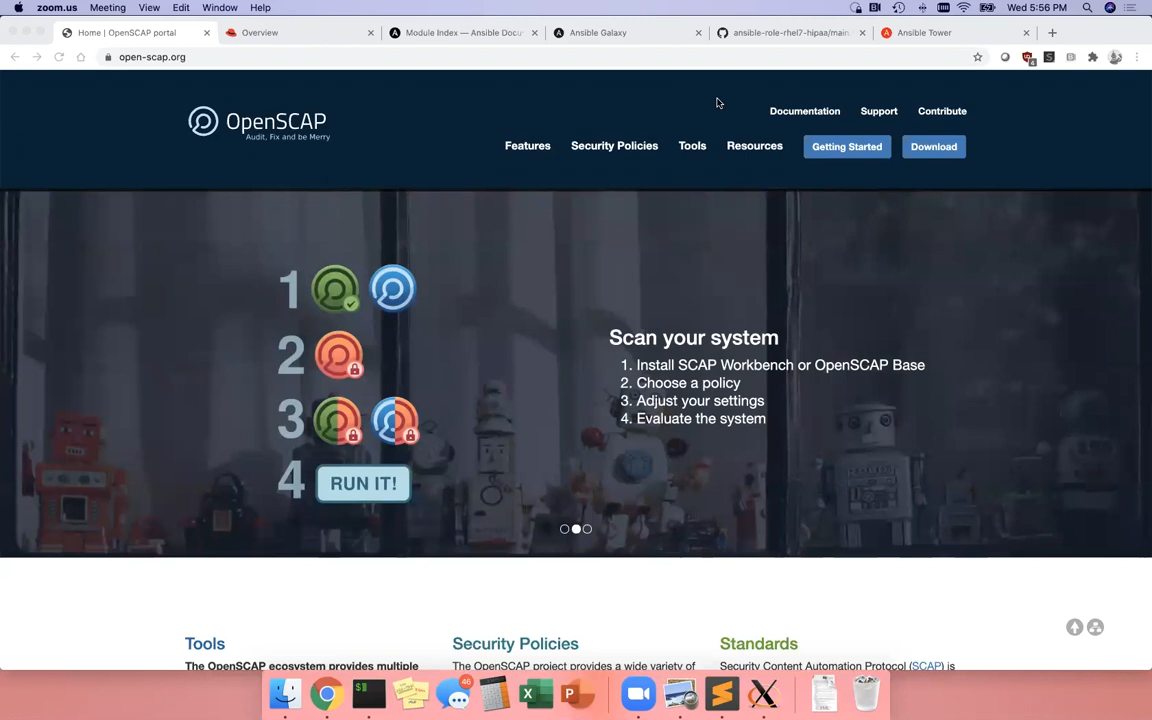 zoom.us Meeting View Edit Window Help Wed 5:56 PM
Home | OpenSCAP portal Overview Module Index — Ansible Docu Ansible Galaxy ansible-role-rhel7-hipaa/main. Ansible Tower
open-scap.org
OpenSCAP
Audit, Fix and be Merry
Documentation Support Contribute
Features Security Policies Tools Resources Getting Started Download
1
2
3
4 RUN IT!
Scan your system
1. Install SCAP Workbench or OpenSCAP Base
2. Choose a policy
3. Adjust your settings
4. Evaluate the system
Tools Security Policies Standards
The OpenSCAP ecosystem provides multiple The OpenSCAP project provides a wide variety of Security Content Automation Protocol (SCAP) is
46